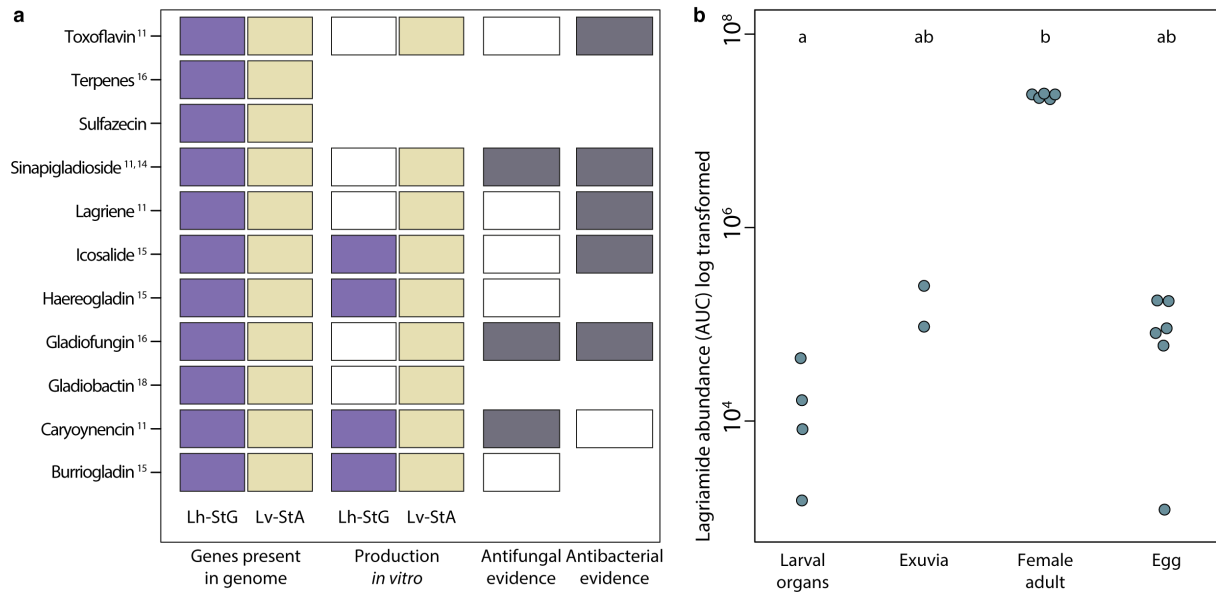 a
Toxoflavin 11
Terpenes 16
Sulfazecin
Sinapigladioside 11,14
Lagriene 11
Icosalide 15
Haereogladin 15
Gladiofungin 16
Gladiobactin 18
Caryoynencin 11
Burriogladin 15
Lh-StG Lv-StA Lh-StG Lv-StA
Genes present
in genome
Production
in vitro
Antifungal
evidence
Antibacterial
evidence
b
Lagriamide abundance (AUC) log transformed
10^8
10^6
10^4
a ab b ab
Larval
organs
Exuvia
Female
adult
Egg